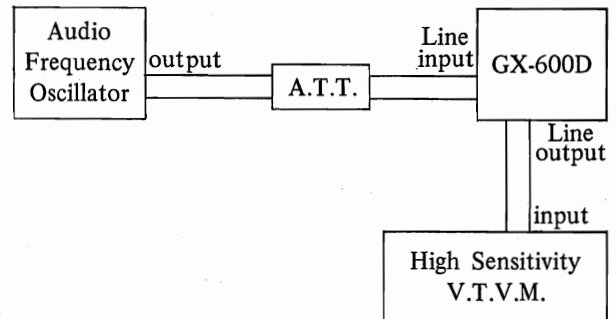 Audio
Frequency
Oscillator
output
A.T.T.
Line
input
GX-600D
Line
output
input
High Sensitivity
V.T.V.M.